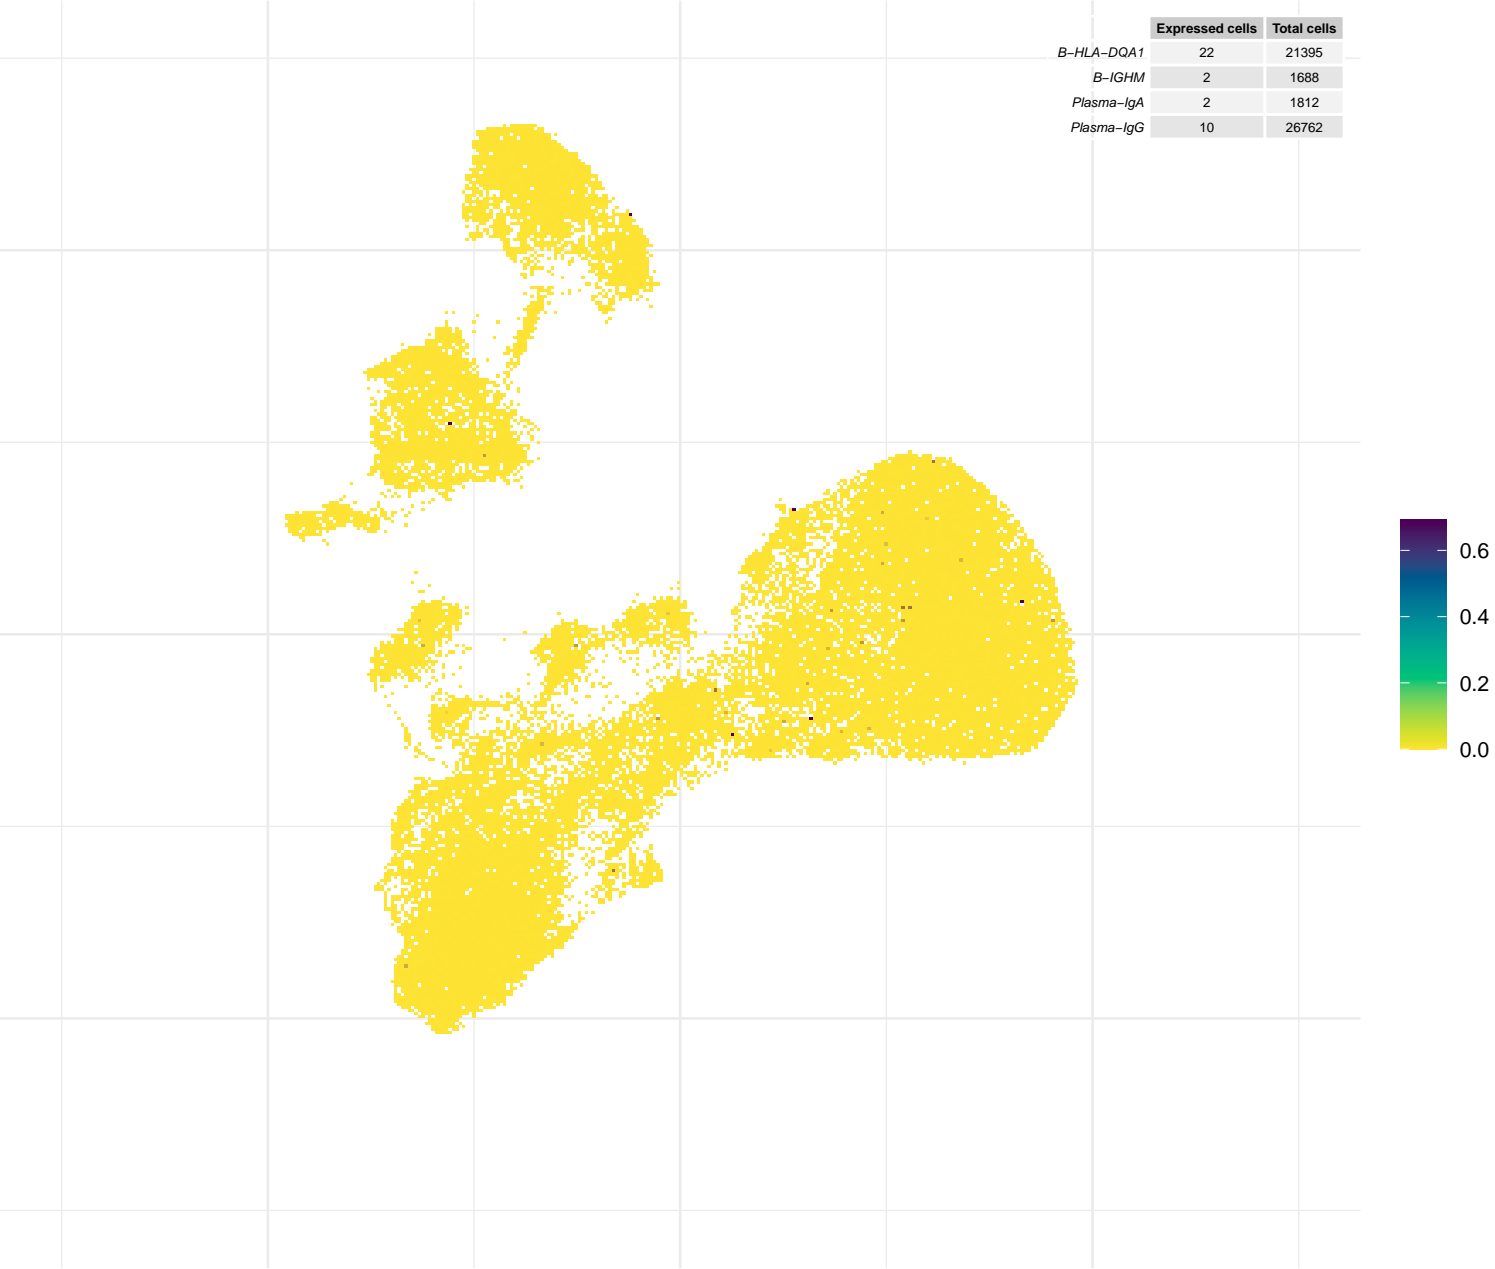 Expressed cells Total cells
B−HLA−DQA1 22 21395
B−IGHM 2 1688
Plasma−IgA 2 1812
Plasma−IgG 10 26762
0.6
0.4
0.2
0.0